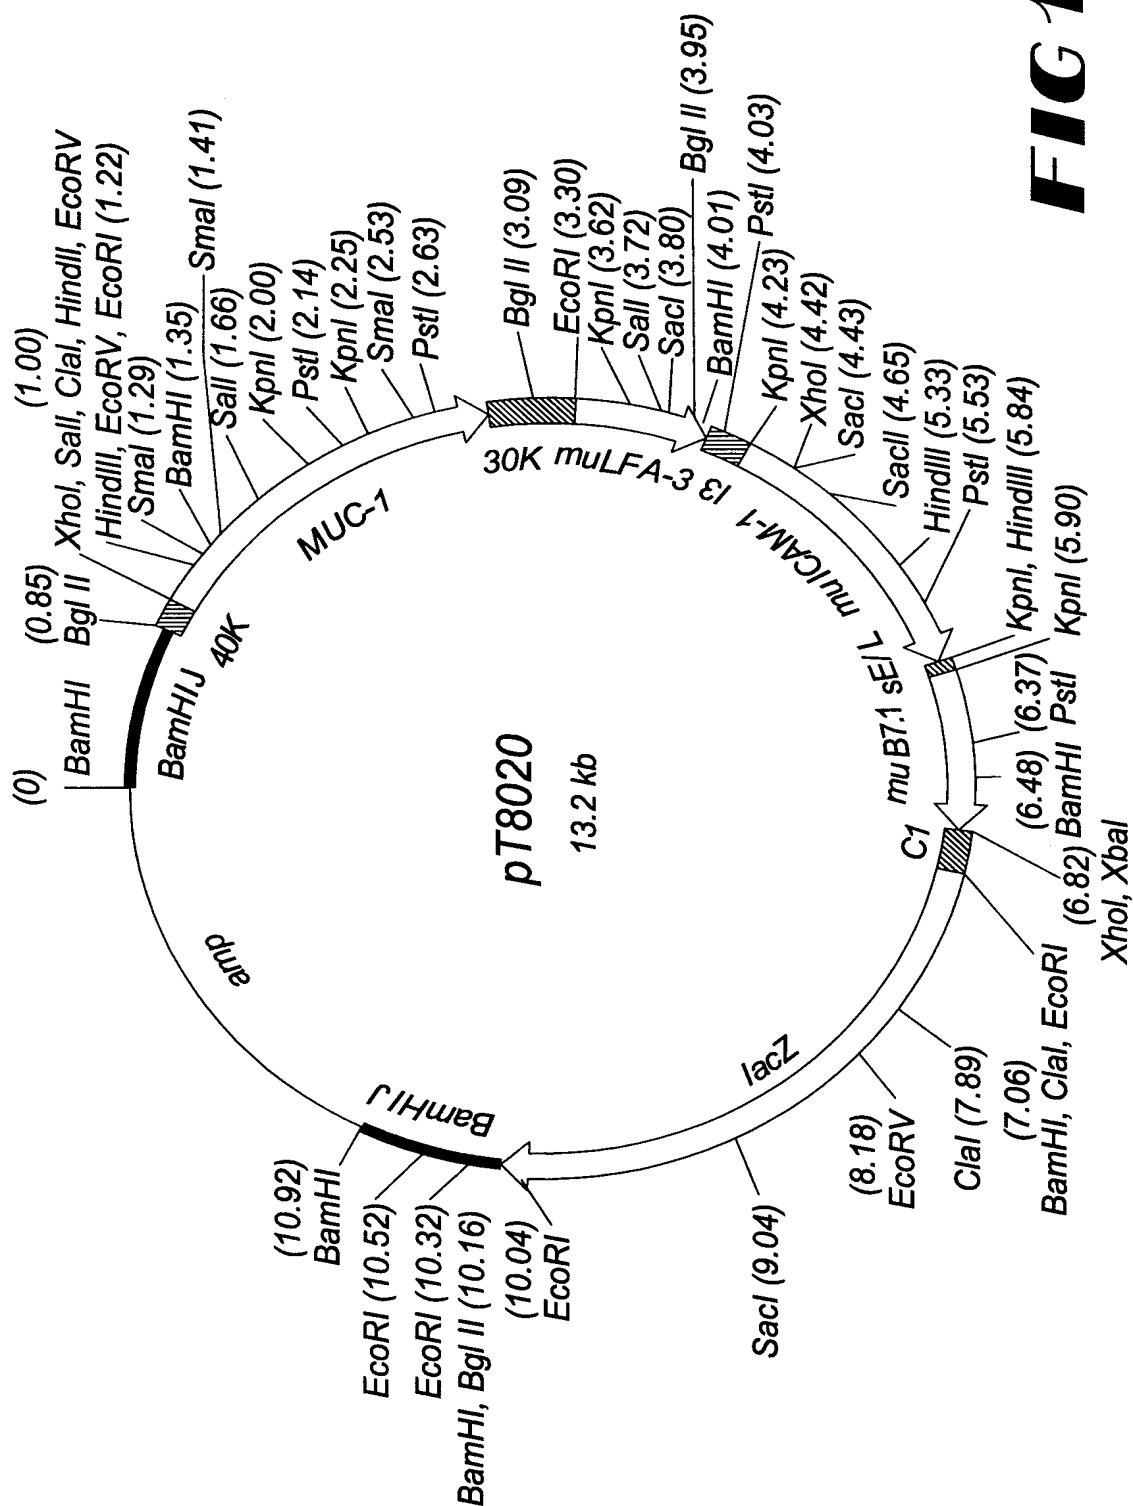 (0)
BamHI
(0.85)
Bgl II
(1.00)
XhoI, SalI, ClaI, HindII, EcoRV
HindIII, EcoRV, EcoRI (1.22)
SmaI (1.29)
BamHI (1.35)
SmaI (1.41)
SalI (1.66)
KpnI (2.00)
PstI (2.14)
KpnI (2.25)
SmaI (2.53)
PstI (2.63)
Bgl II (3.09)
EcoRI (3.30)
KpnI (3.62)
SalI (3.72)
SacI (3.80)
Bgl II (3.95)
BamHI (4.01)
PstI (4.03)
KpnI (4.23)
XhoI (4.42)
SacI (4.43)
SacII (4.65)
HindIII (5.33)
PstI (5.53)
KpnI, HindIII (5.84)
KpnI (5.90)
(6.37)
PstI
(6.48)
BamHI
(6.82)
XhoI, XbaI
(7.06)
BamHI, ClaI, EcoRI
ClaI (7.89)
(8.18)
EcoRV
SacI (9.04)
(10.04)
EcoRI
BamHI, Bgl II (10.16)
EcoRI (10.32)
EcoRI (10.52)
(10.92)
BamHI
BamHI J
40K
MUC-1
30K
muLFA-3
I3
muICAM-1
sE/L
muB7.1
C1
lacZ
BamHI J
amp
pT8020
13.2 kb
FIG